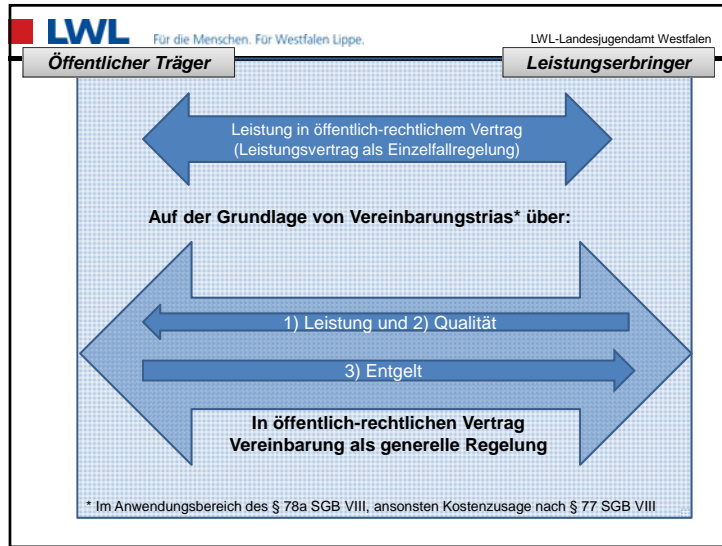 LWL Für die Menschen. Für Westfalen Lippe.
LWL-Landesjugendamt Westfalen
Öffentlicher Träger
Leistungserbringer
Leistung in öffentlich-rechtlichem Vertrag
(Leistungsvertrag als Einzelfallregelung)
Auf der Grundlage von Vereinbarungstrias* über:
1) Leistung und 2) Qualität
3) Entgelt
In öffentlich-rechtlichen Vertrag
Vereinbarung als generelle Regelung
* Im Anwendungsbereich des § 78a SGB VIII, ansonsten Kostenzusage nach § 77 SGB VIII